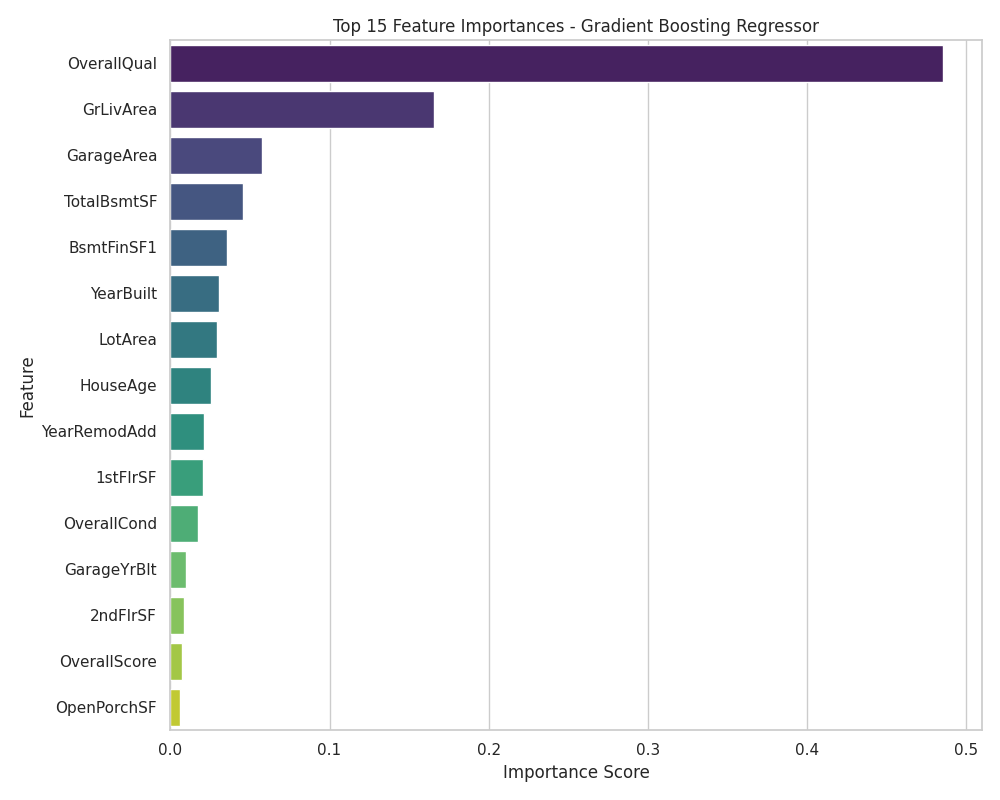 Top 15 Feature Importances - Gradient Boosting Regressor
OverallQual
GrLivArea
GarageArea
TotalBsmtSF
BsmtFinSF1
YearBuilt
LotArea
HouseAge
YearRemodAdd
1stFlrSF
OverallCond
GarageYrBlt
2ndFlrSF
OverallScore
OpenPorchSF
Feature
0.0 0.1 0.2 0.3 0.4 0.5
Importance Score